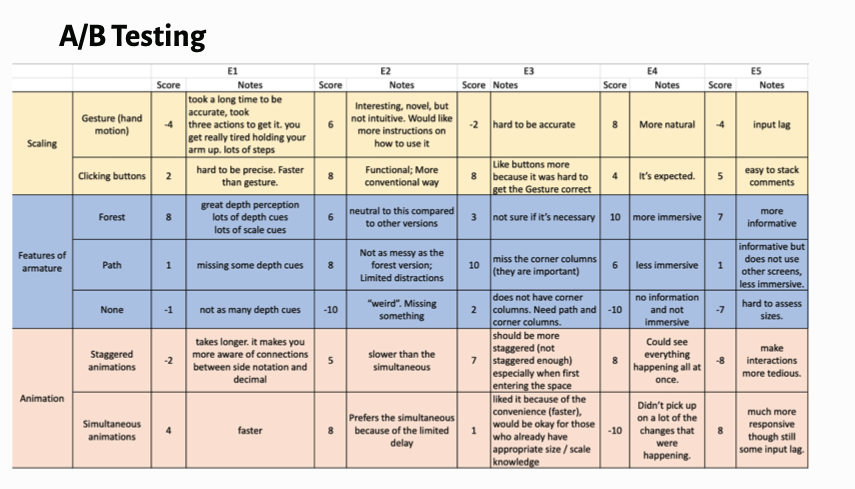 A/B Testing
E1 E2 E3 E4 E5
Score Notes Score Notes Score Notes Score Notes Score Notes
Scaling
Gesture (hand
motion)
-4
took a long time to be
accurate, took
three actions to get it. you
get really tired holding your
arm up. lots of steps
6
Interesting, novel, but
not intuitive. Would like
more instructions on
how to use it
-2
hard to be accurate
8
More natural
-4
input lag
Clicking buttons
2
hard to be precise. Faster
than gesture.
8
Functional; More
conventional way
8
Like buttons more
because it was hard to
get the Gesture correct
4
It's expected.
5
easy to stack
comments
Features of
armature
Forest
8
great depth perception
lots of depth cues
lots of scale cues
6
neutral to this compared
to other versions
3
not sure if it's necessary
10
more immersive
7
more
informative
Path
1
missing some depth cues
8
Not as messy as the
forest version;
Limited distractions
10
miss the corner columns
(they are important)
6
less immersive
1
informative but
does not use
other screens,
less immersive.
None
-1
not as many depth cues
-10
"weird". Missing
something
2
does not have corner
columns. Need path and
corner columns.
-10
no information
and not
immersive
-7
hard to assess
sizes.
Animation
Staggered
animations
-2
takes longer. it makes you
more aware of connections
between side notation and
decimal
5
slower than the
simultaneous
7
should be more
staggered (not
staggered enough)
especially when first
entering the space
8
Could see
everything
happening all at
once.
-8
make
interactions
more tedious.
Simultaneous
animations
4
faster
8
Prefers the simultaneous
because of the limited
delay
1
liked it because of the
convenience (faster),
would be okay for those
who already have
appropriate size / scale
knowledge
-10
Didn't pick up
on a lot of the
changes that
were
happening.
8
much more
responsive
though still
some input lag.